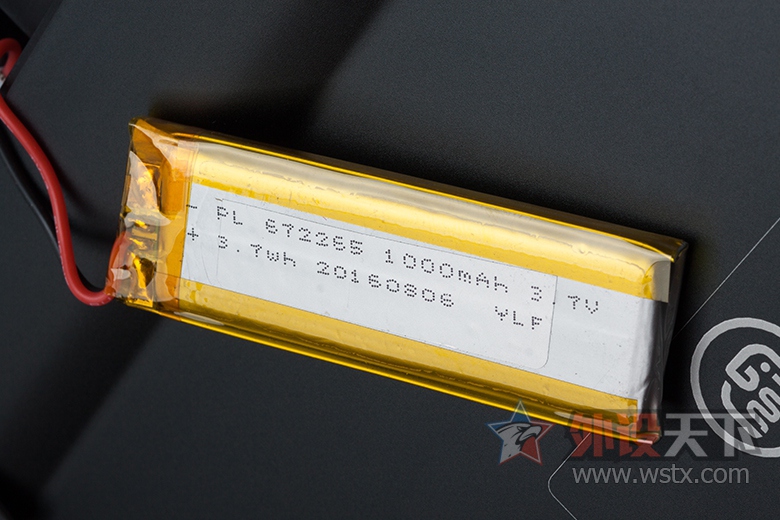 - PL 672265 1000mAh 3.7V
+ 3.7wh 20160806 YLF
外设天下
www.wstx.com